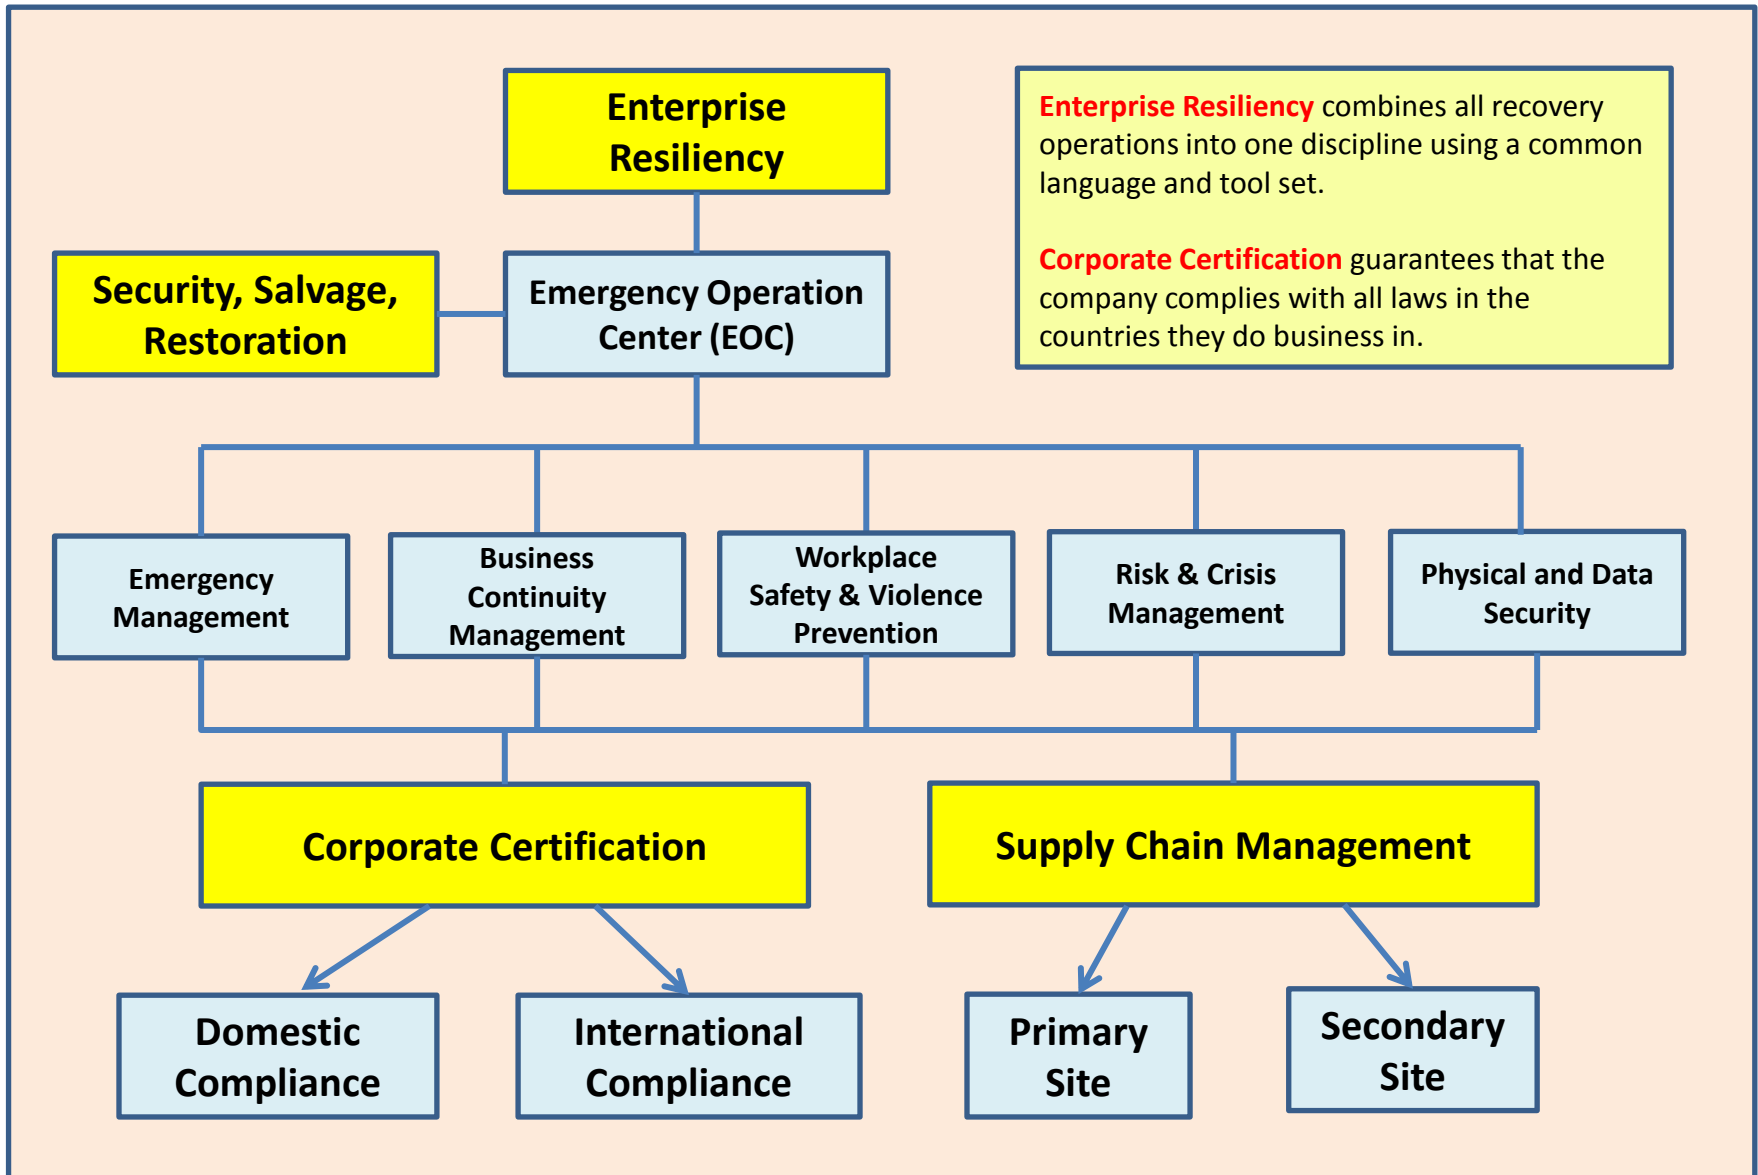 Enterprise
Resiliency
Enterprise Resiliency combines all recovery
operations into one discipline using a common
language and tool set.
Corporate Certification guarantees that the
company complies with all laws in the
countries they do business in.
Security, Salvage,
Restoration
Emergency Operation
Center (EOC)
Emergency
Management
Business
Continuity
Management
Workplace
Safety & Violence
Prevention
Risk & Crisis
Management
Physical and Data
Security
Corporate Certification
Supply Chain Management
Domestic
Compliance
International
Compliance
Primary
Site
Secondary
Site